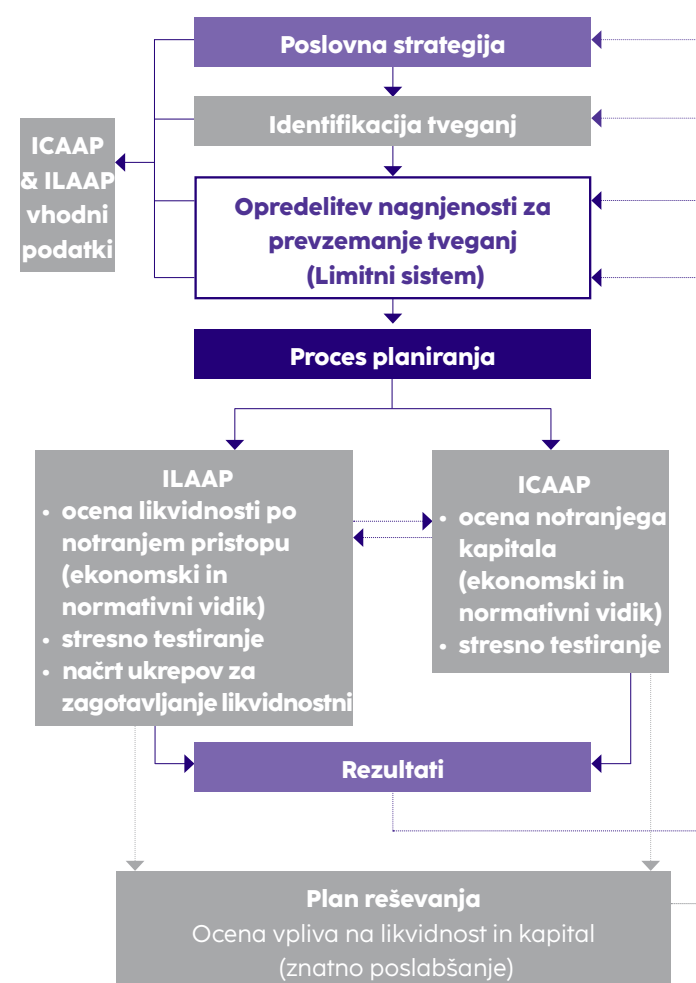 Poslovna strategija
Identifikacija tveganj
ICAAP
& ILAAP
vhodni
podatki
Opredelitev nagnjenosti za
prevzemanje tveganj
(Limitni sistem)
Proces planiranja
ILAAP
• ocena likvidnosti po
notranjem pristopu
(ekonomski in
normativni vidik)
• stresno testiranje
• načrt ukrepov za
zagotavljanje likvidnostni
ICAAP
• ocena notranjega
kapitala
(ekonomski in
normativni vidik)
• stresno testiranje
Rezultati
Plan reševanja
Ocena vpliva na likvidnost in kapital
(znatno poslabšanje)